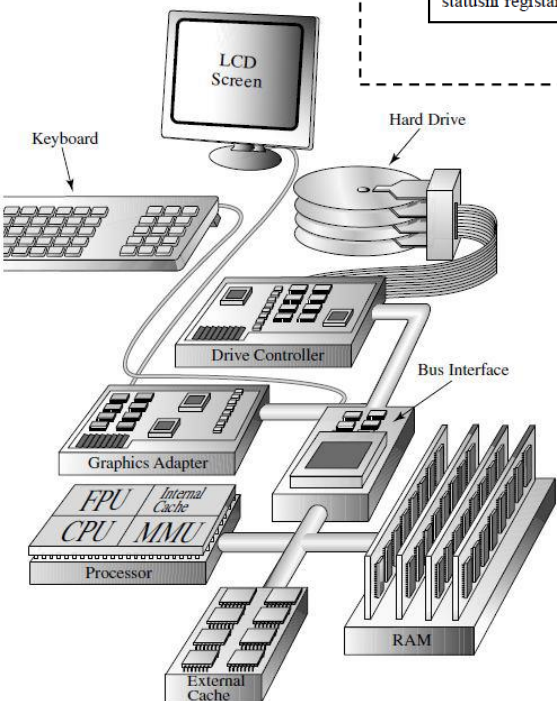 statusni registar
LCD
Screen
Keyboard
Hard Drive
Drive Controller
Bus Interface
Graphics Adapter
FPU
Internal
Cache
CPU
MMU
Processor
RAM
External
Cache